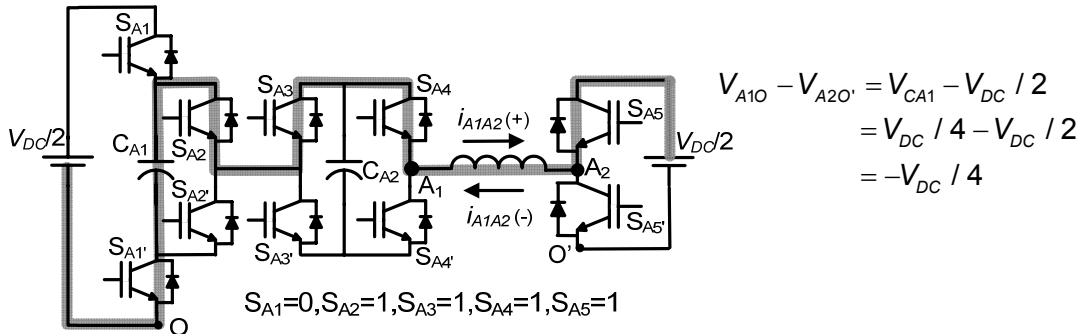 S_A1
V_DC/2
C_A1
S_A2
S_A2'
S_A1'
O
S_A3
S_A3'
C_A2
S_A4
S_A4'
A_1
i_A1A2(+)
i_A1A2(-)
A_2
S_A5
S_A5'
O'
V_DC/2
S_A1=0,S_A2=1,S_A3=1,S_A4=1,S_A5=1
V_A1O - V_A2O' = V_CA1 - V_DC / 2
= V_DC / 4 - V_DC / 2
= -V_DC / 4